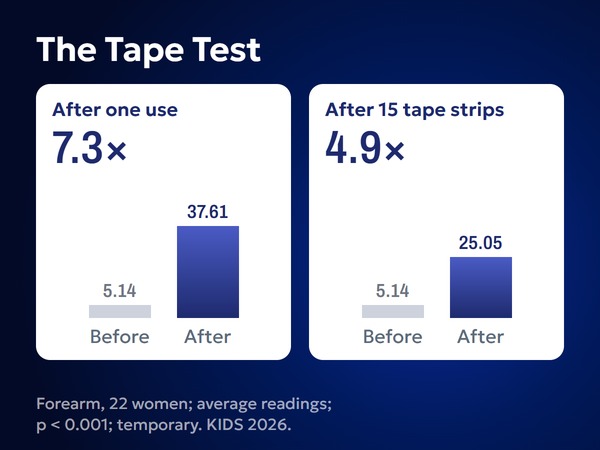 The Tape Test
After one use
7.3×
37.61
5.14
Before After
After 15 tape strips
4.9×
25.05
5.14
Before After
Forearm, 22 women; average readings;
p < 0.001; temporary. KIDS 2026.